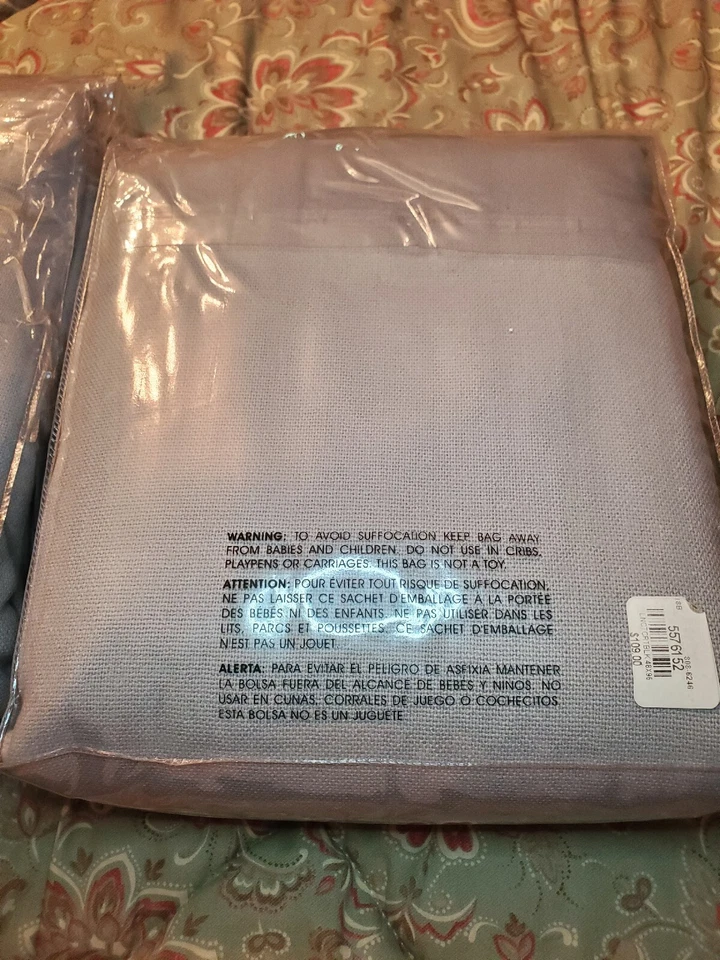 WARNING: TO AVOID SUFFOCATION KEEP BAG AWAY
FROM BABIES AND CHILDREN. DO NOT USE IN CRIBS,
PLAYPENS OR CARRIAGES. THIS BAG IS NOT A TOY.
ATTENTION: POUR ÉVITER TOUT RISQUE DE SUFFOCATION,
NE PAS LAISSER CE SACHET D'EMBALLAGE À LA PORTÉE
DES BÉBÉS NI DES ENFANTS. NE PAS UTILISER DANS LES
LITS, PARCS ET POUSSETTES. CE SACHET D'EMBALLAGE
N'EST PAS UN JOUET.
ALERTA: PARA EVITAR EL PELIGRO DE ASFIXIA MANTENER
LA BOLSA FUERA DEL ALCANCE DE BEBES Y NINOS. NO
USAR EN CUNAS, CORRALES DE JUEGO O COCHECITOS.
ESTA BOLSA NO ES UN JUGUETE
5576152
$109.00